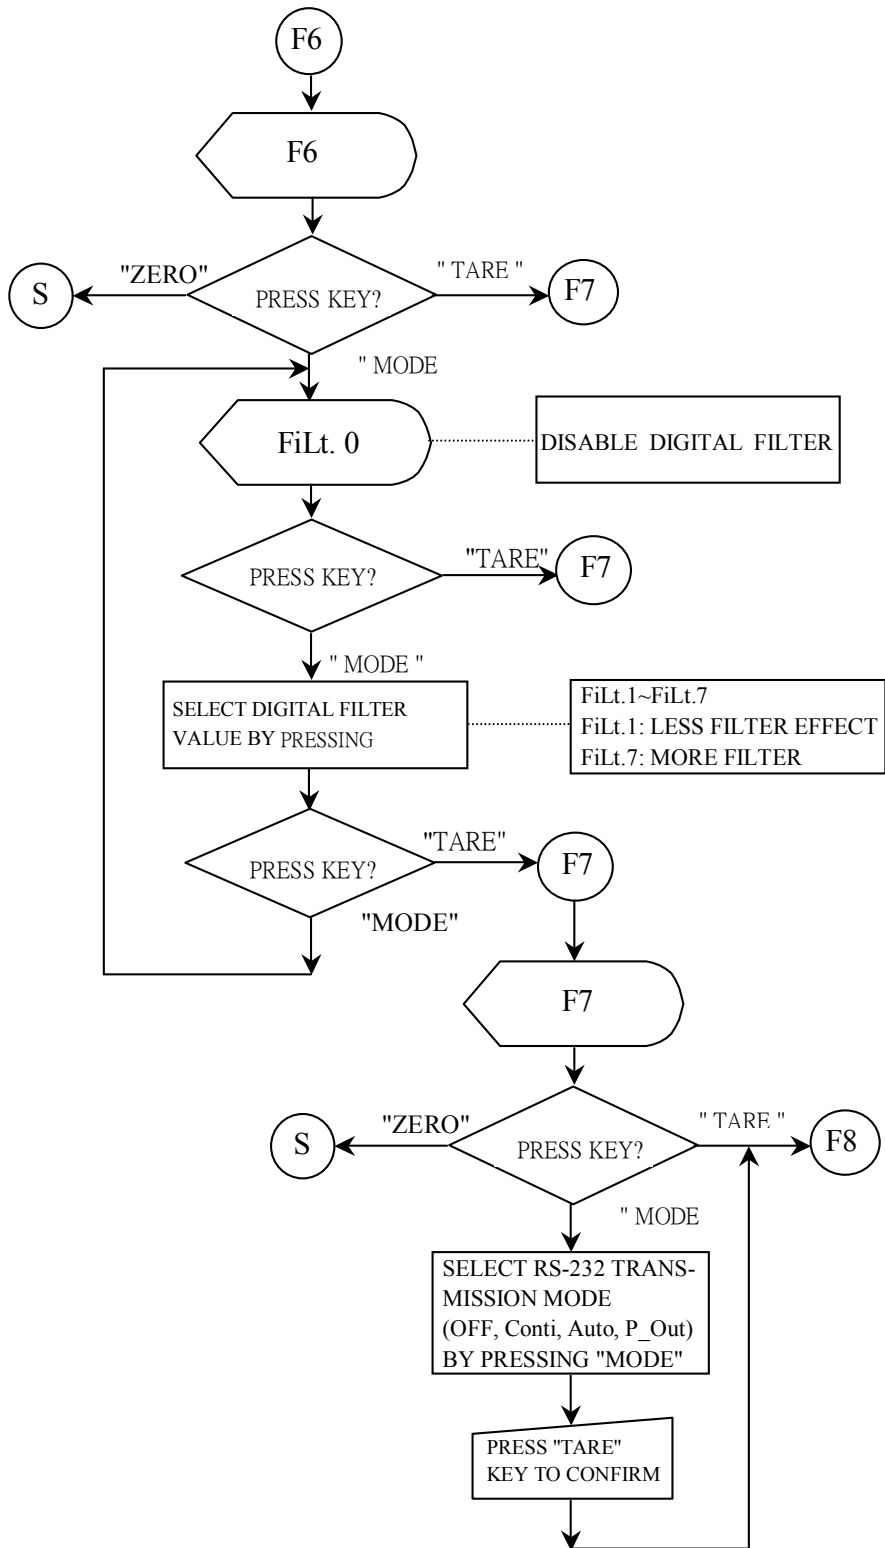 F6
F6
"ZERO"
" TARE "
S
PRESS KEY?
F7
" MODE
FiLt. 0
DISABLE DIGITAL FILTER
PRESS KEY?
"TARE"
F7
" MODE "
SELECT DIGITAL FILTER
VALUE BY PRESSING
FiLt.1~FiLt.7
FiLt.1: LESS FILTER EFFECT
FiLt.7: MORE FILTER
PRESS KEY?
"TARE"
F7
"MODE"
F7
"ZERO"
" TARE "
S
PRESS KEY?
F8
" MODE
SELECT RS-232 TRANS-
MISSION MODE
(OFF, Conti, Auto, P_Out)
BY PRESSING "MODE"
PRESS "TARE"
KEY TO CONFIRM